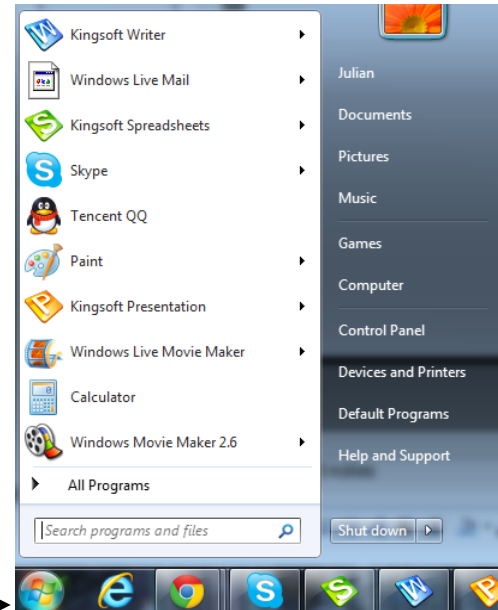 Kingsoft Writer
Windows Live Mail
Kingsoft Spreadsheets
Skype
Tencent QQ
Paint
Kingsoft Presentation
Windows Live Movie Maker
Calculator
Windows Movie Maker 2.6
All Programs
Search programs and files
Julian
Documents
Pictures
Music
Games
Computer
Control Panel
Devices and Printers
Default Programs
Help and Support
Shut down